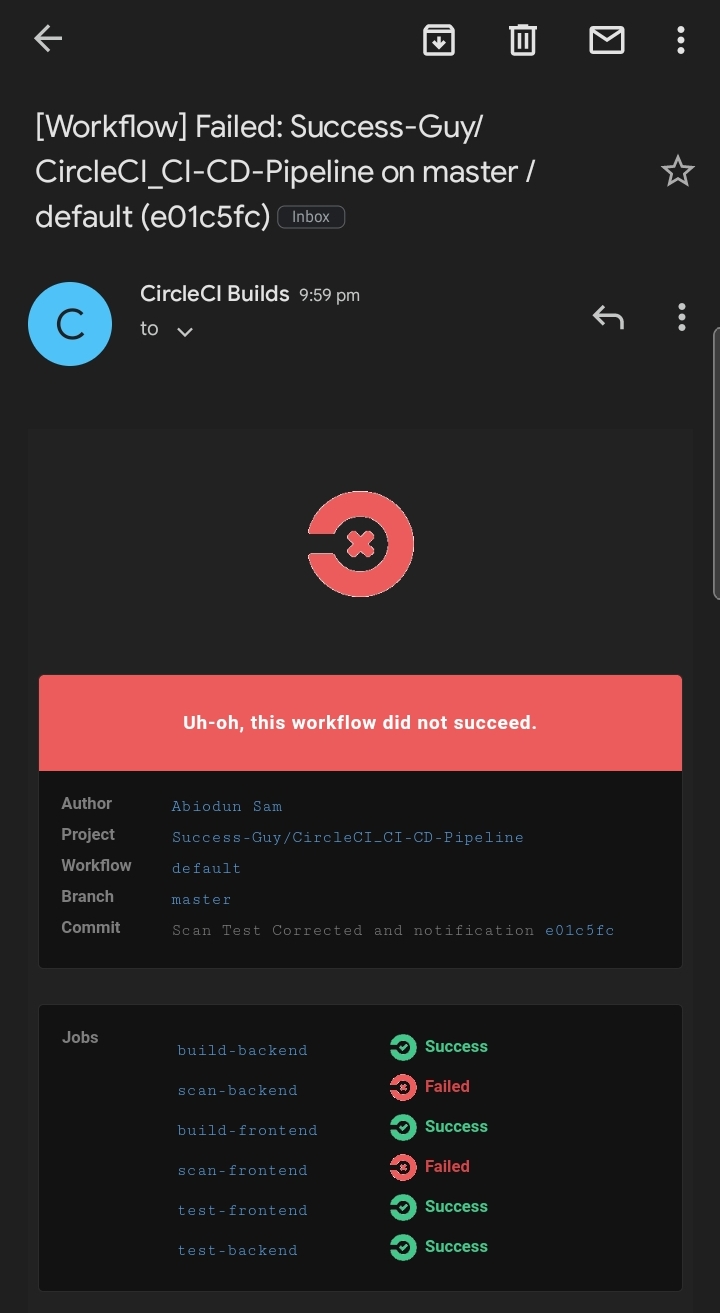 [Workflow] Failed: Success-Guy/
CircleCI_CI-CD-Pipeline on master /
default (e01c5fc) Inbox
C
CircleCI Builds 9:59 pm
to
Uh-oh, this workflow did not succeed.
Author Abiodun Sam
Project Success-Guy/CircleCI_CI-CD-Pipeline
Workflow default
Branch master
Commit Scan Test Corrected and notification e01c5fc
Jobs
build-backend Success
scan-backend Failed
build-frontend Success
scan-frontend Failed
test-frontend Success
test-backend Success